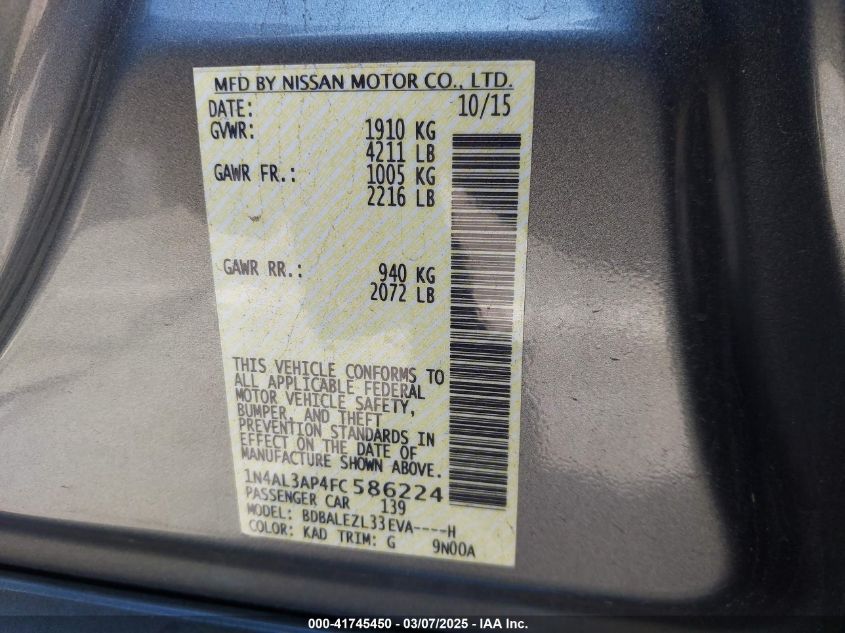 MFD BY NISSAN MOTOR CO., LTD.
DATE: 10/15
GVWR: 1910 KG
4211 LB
GAWR FR.: 1005 KG
2216 LB
GAWR RR.: 940 KG
2072 LB
THIS VEHICLE CONFORMS TO
ALL APPLICABLE FEDERAL
MOTOR VEHICLE SAFETY,
BUMPER, AND THEFT
PREVENTION STANDARDS IN
EFFECT ON THE DATE OF
MANUFACTURE SHOWN ABOVE.
1N4AL3AP4FC586224
PASSENGER CAR 139
MODEL: BDBALEZL33EVA----H
COLOR: KAD TRIM: G 9N00A
000-41745450 - 03/07/2025 - IAA Inc.